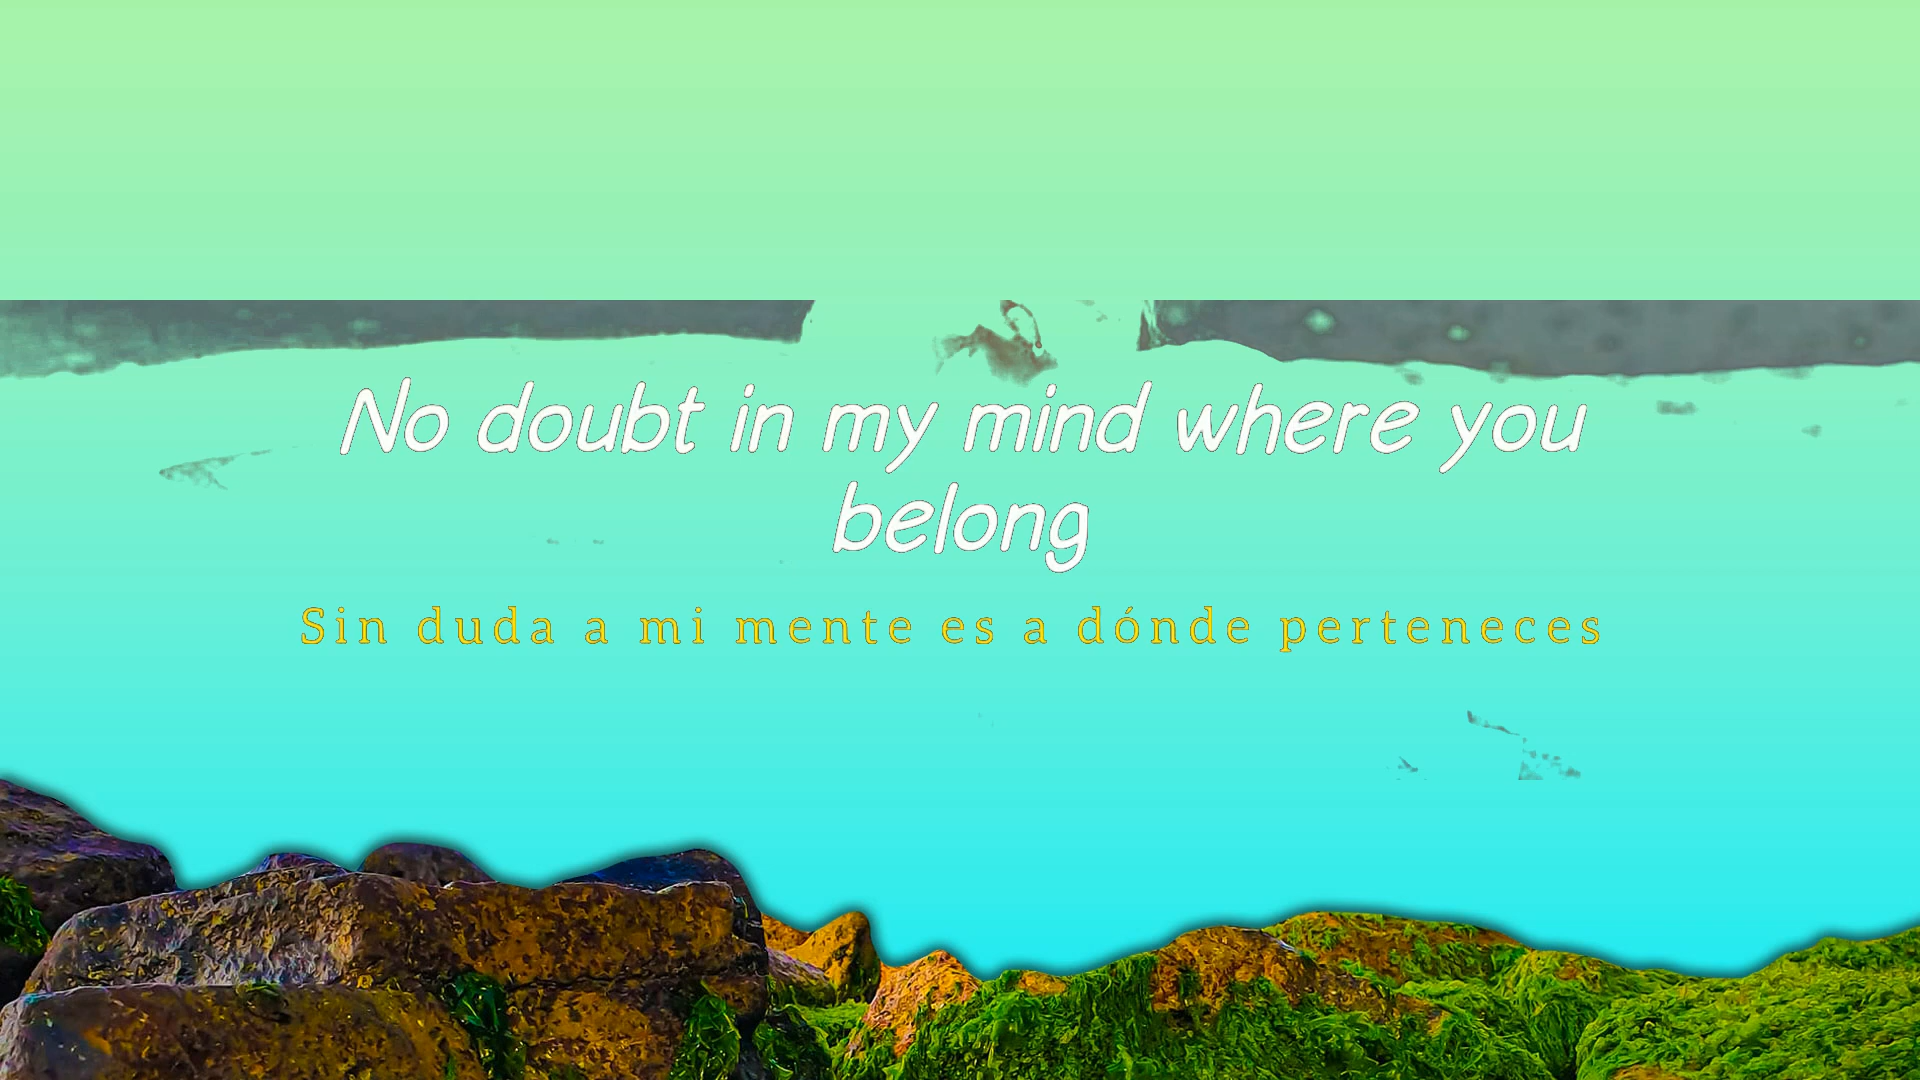 No doubt in my mind where you
belong
Sin duda a mi mente es a dónde perteneces